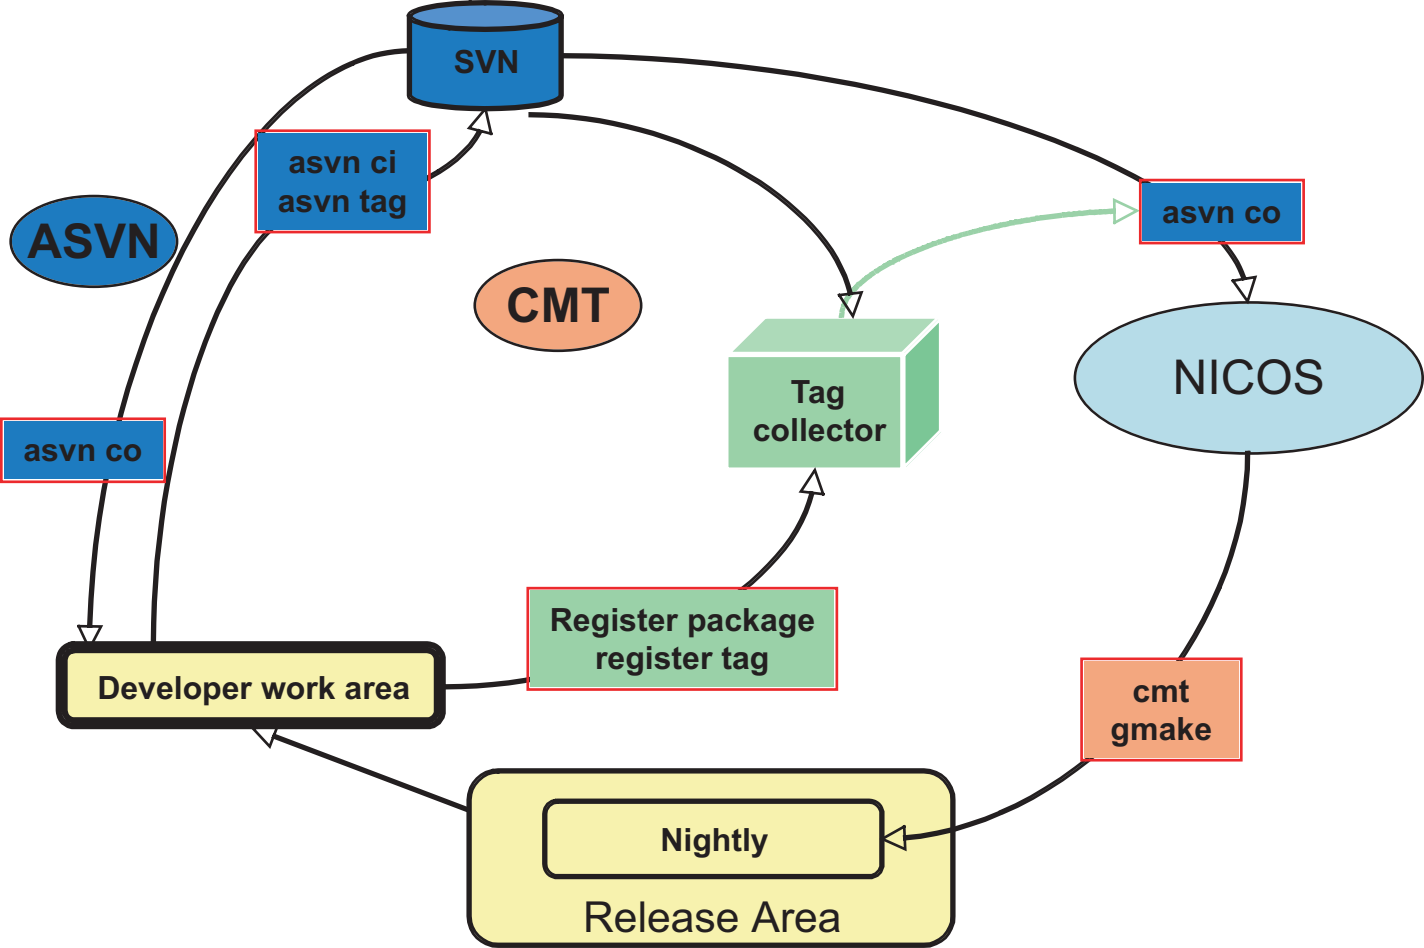 SVN
asvn ci
asvn tag
asvn co
ASVN
CMT
NICOS
Tag
collector
asvn co
Register package
register tag
Developer work area
cmt
gmake
Nightly
Release Area